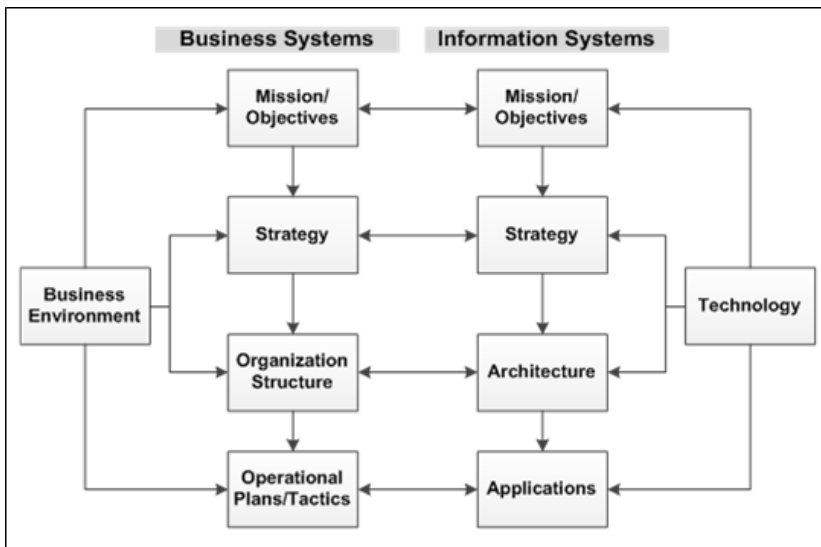 Business Systems
Information Systems
Mission/
Objectives
Mission/
Objectives
Strategy
Strategy
Business
Environment
Technology
Organization
Structure
Architecture
Operational
Plans/Tactics
Applications